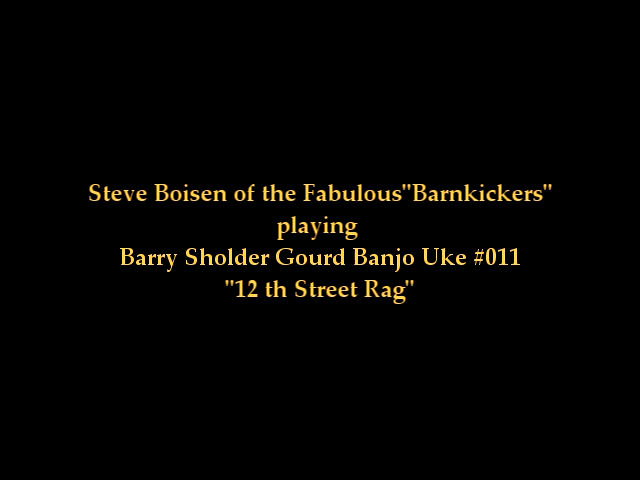 Steve Boisen of the Fabulous"Barnkickers"
playing
Barry Sholder Gourd Banjo Uke #011
"12 th Street Rag"